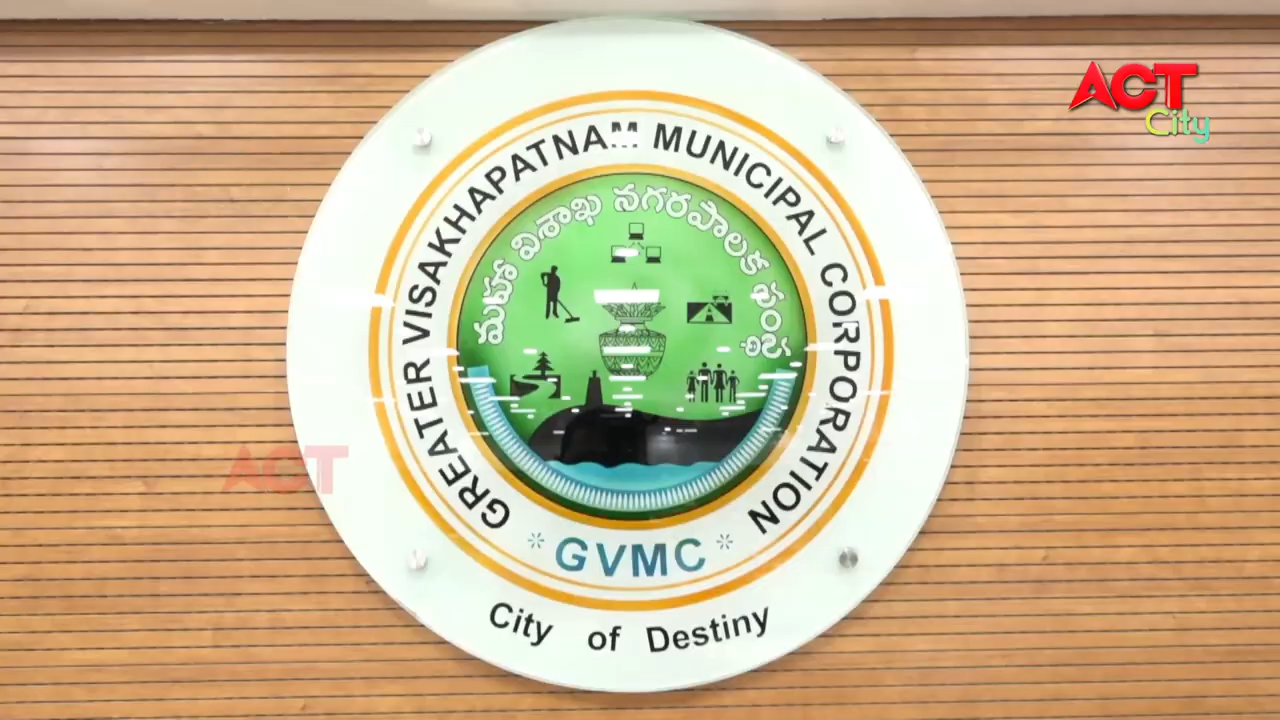 ACT
City
GREATER VISAKHAPATNAM MUNICIPAL CORPORATION
మహా విశాఖ నగరపాలక సంస్థ
ACT
* GVMC *
City of Destiny